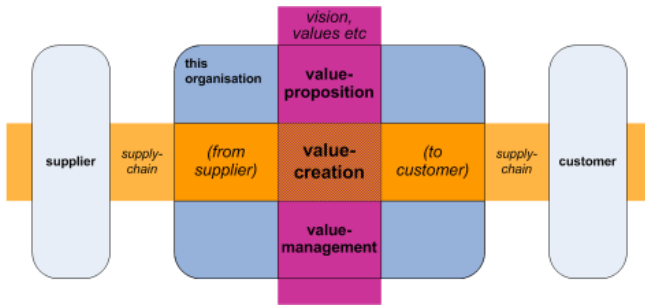 vision,
values etc
this
organisation
value-
proposition
supplier
supply-
chain
(from
supplier)
value-
creation
(to
customer)
supply-
chain
customer
value-
management